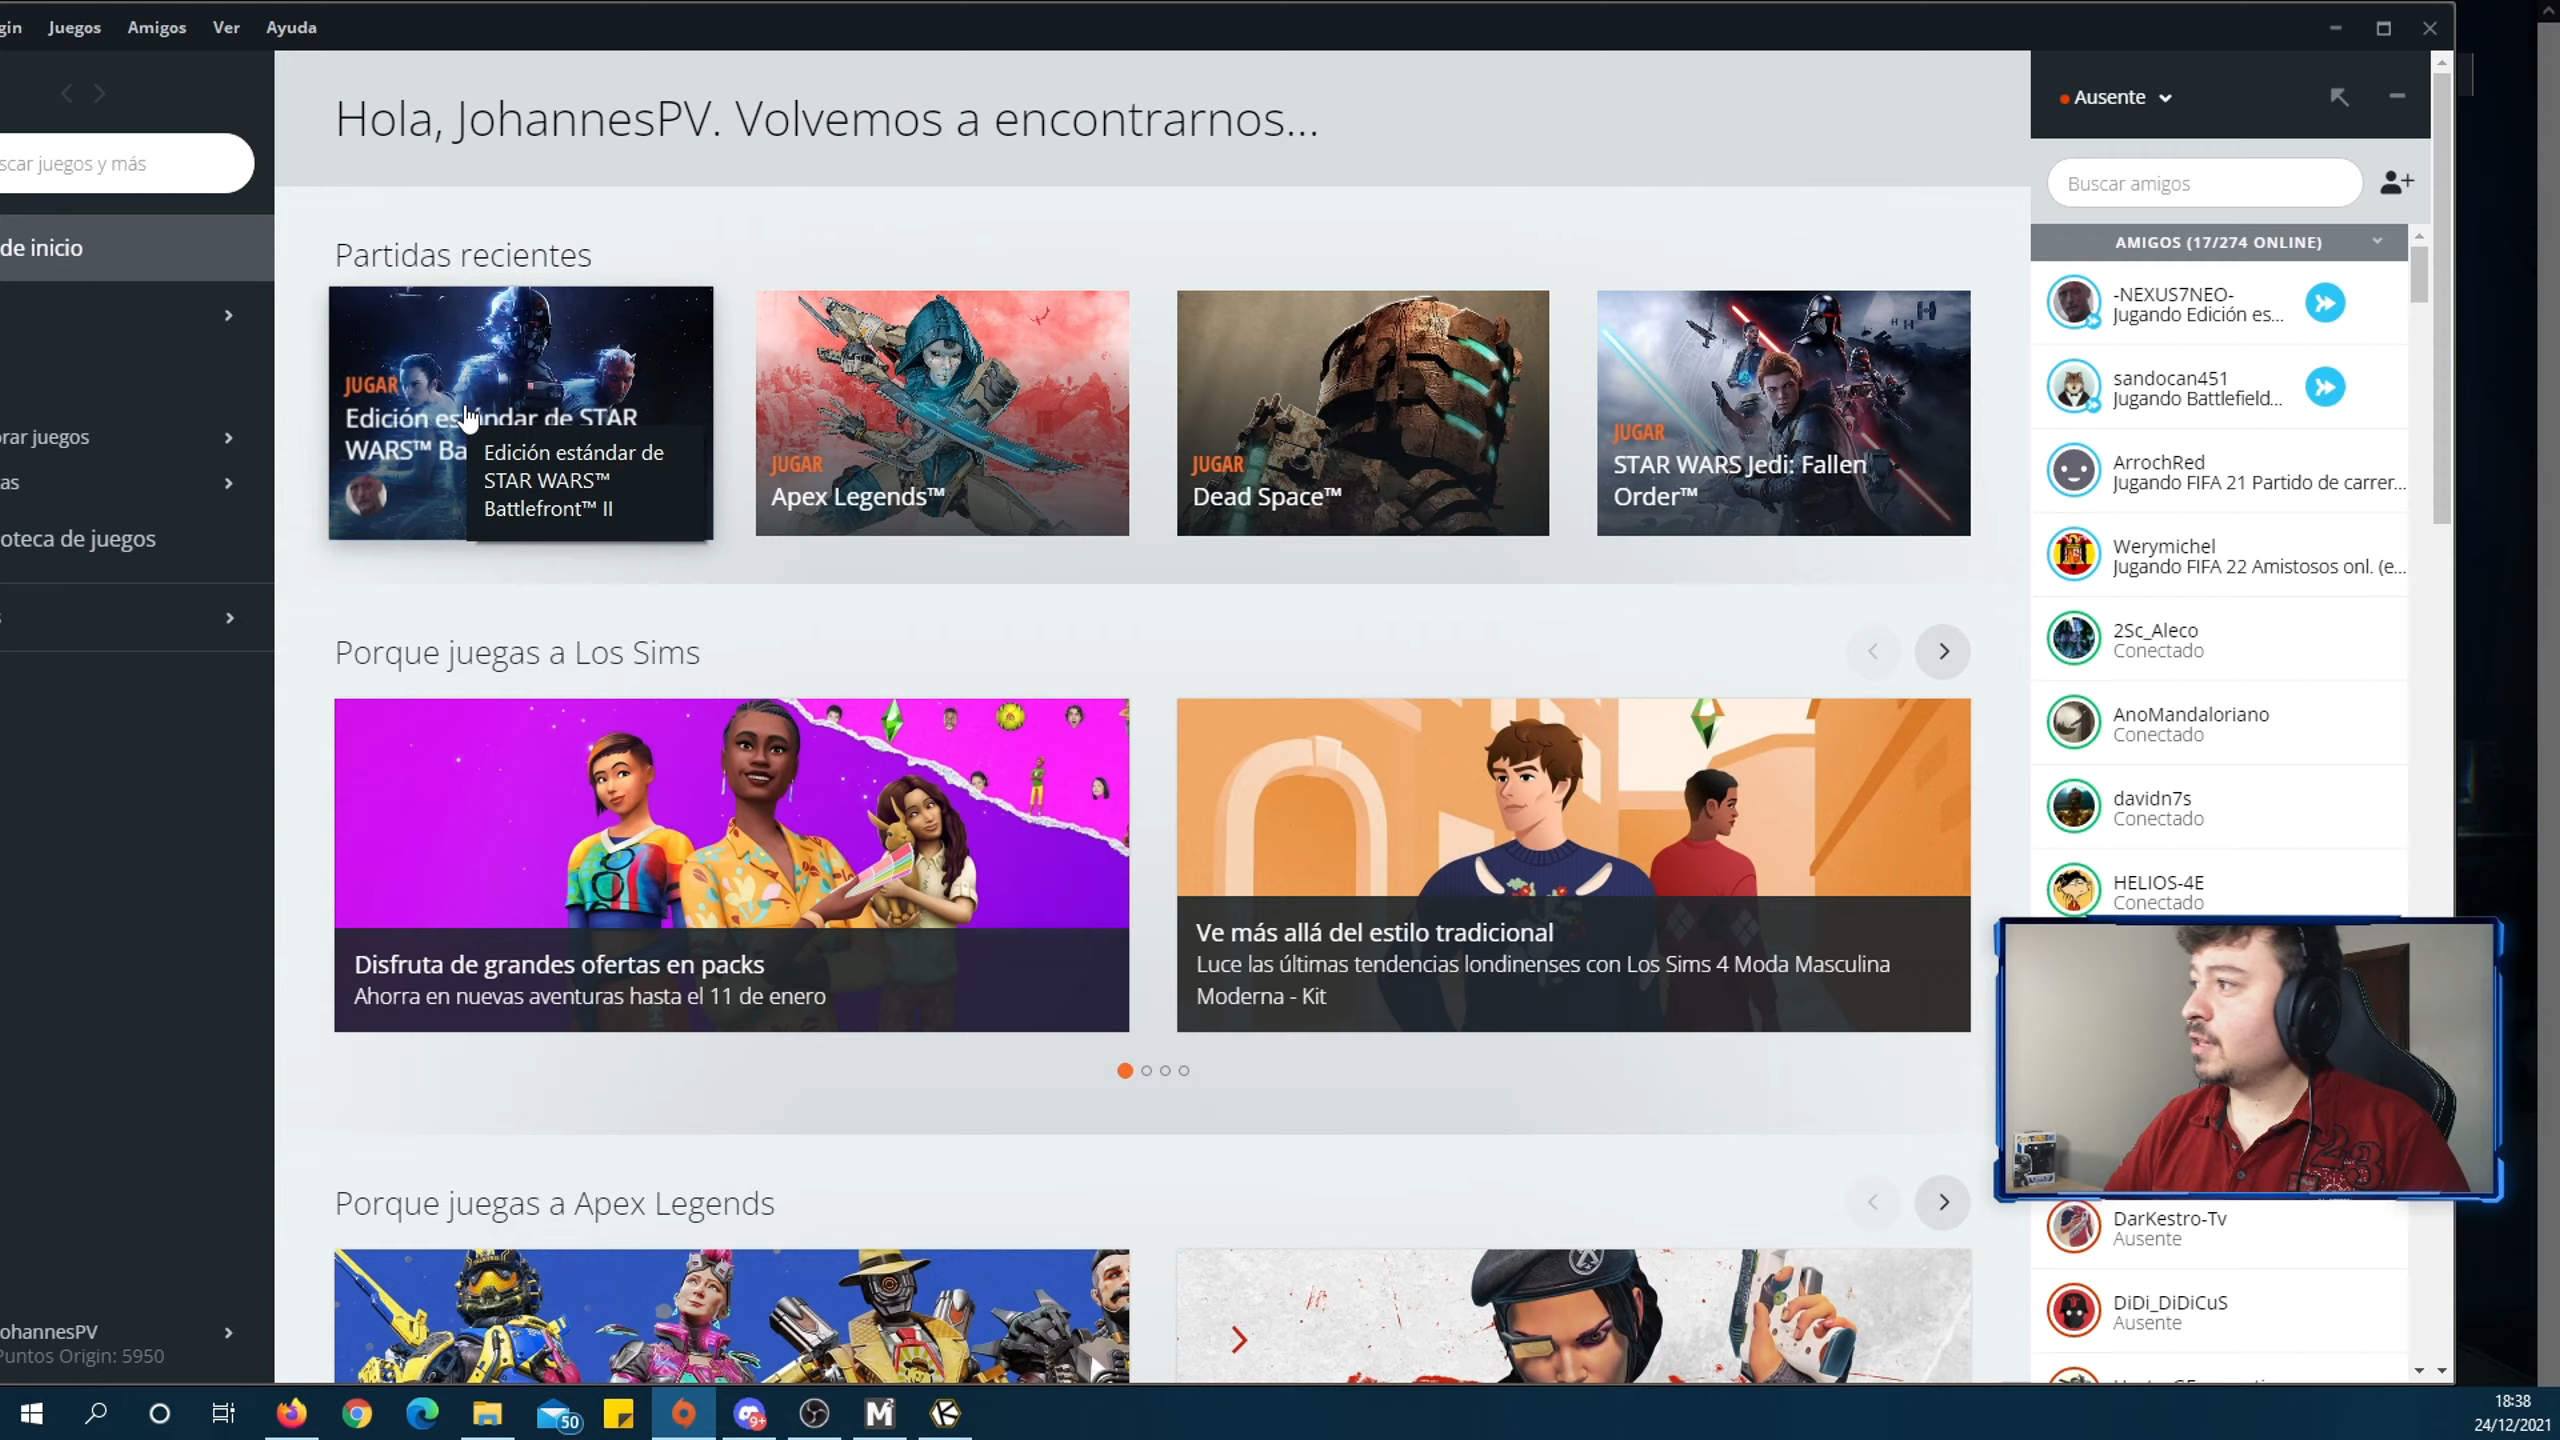 gin Juegos Amigos Ver Ayuda
scar juegos y más
de inicio
rar juegos
as
oteca de juegos
ohannesPV
Puntos Origin: 5950
Hola, JohannesPV. Volvemos a encontrarnos...
Partidas recientes
JUGAR
Edición estándar de STAR
WARS™ Ba
Edición estándar de
STAR WARS™
Battlefront™ II
JUGAR
Apex Legends™
JUGAR
Dead Space™
JUGAR
STAR WARS Jedi: Fallen
Order™
Porque juegas a Los Sims
Disfruta de grandes ofertas en packs
Ahorra en nuevas aventuras hasta el 11 de enero
Ve más allá del estilo tradicional
Luce las últimas tendencias londinenses con Los Sims 4 Moda Masculina
Moderna - Kit
Porque juegas a Apex Legends
Ausente
Buscar amigos
AMIGOS (17/274 ONLINE)
-NEXUS7NEO-
Jugando Edición es...
sandocan451
Jugando Battlefield...
ArrochRed
Jugando FIFA 21 Partido de carrer...
Werymichel
Jugando FIFA 22 Amistosos onl. (e...
2Sc_Aleco
Conectado
AnoMandaloriano
Conectado
davidn7s
Conectado
HELIOS-4E
Conectado
DarKestro-Tv
Ausente
DiDi_DiDiCuS
Ausente
50
9+
18:38
24/12/2021